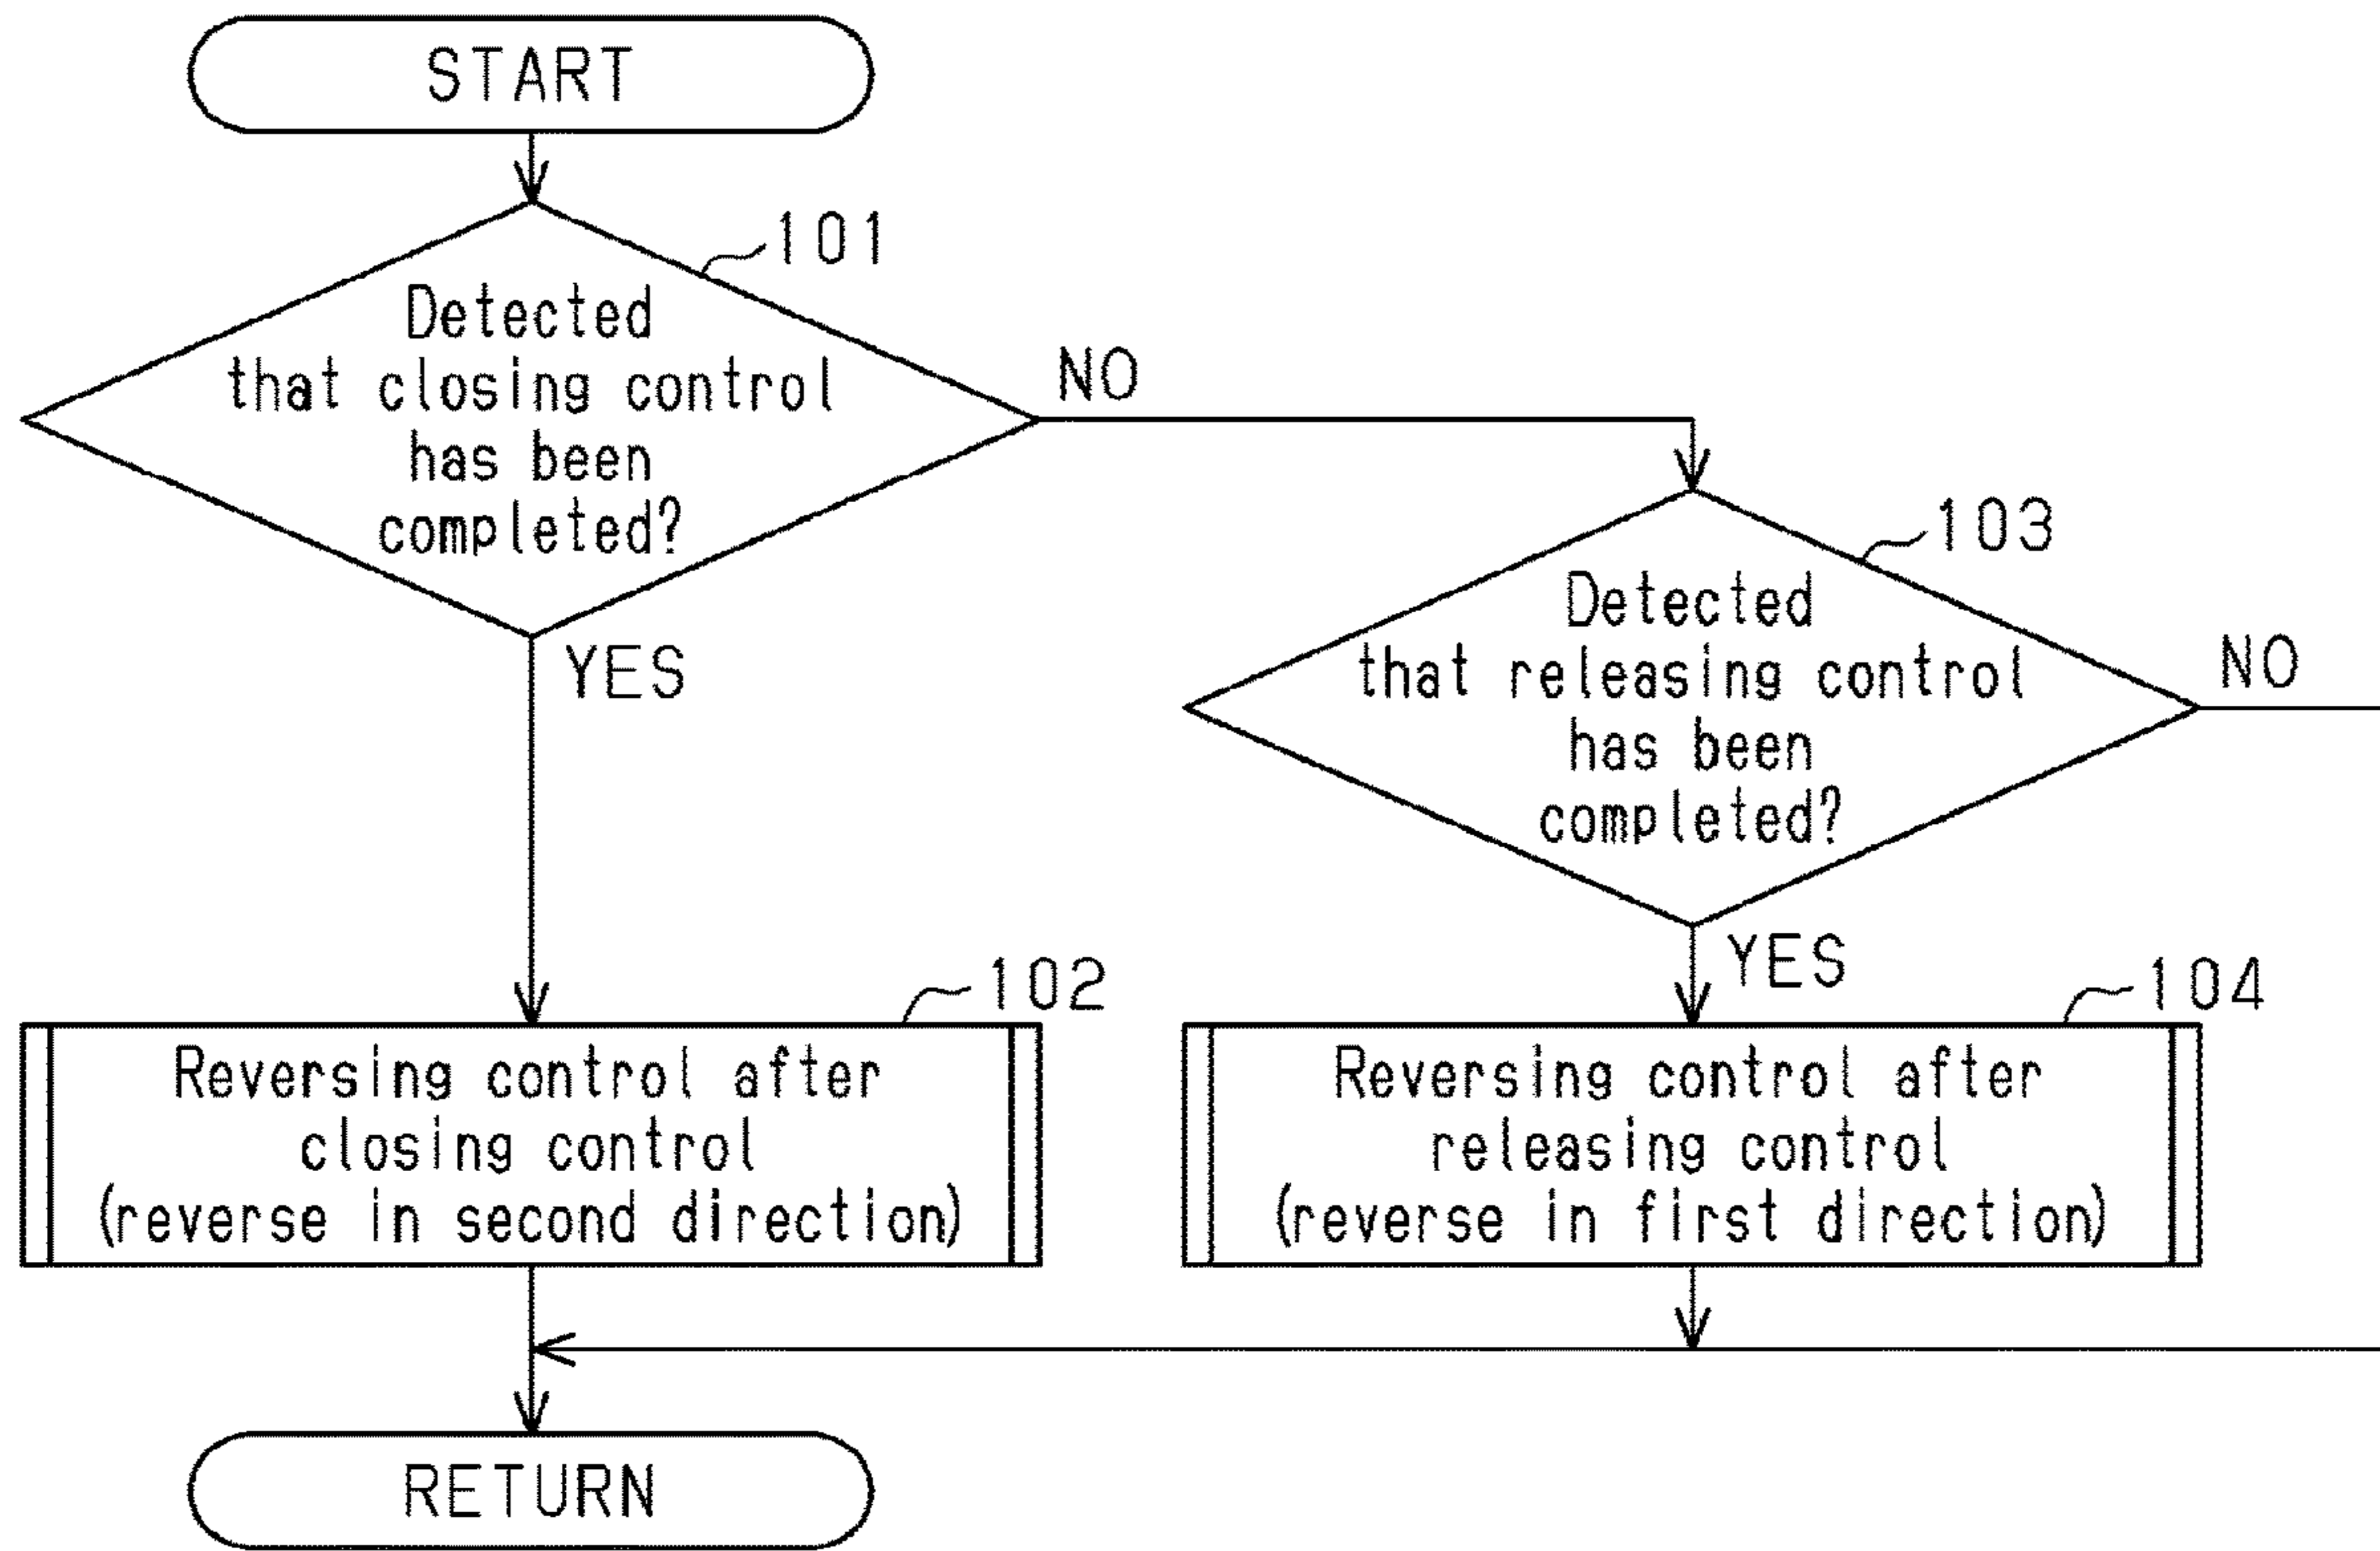 START
101
Detected
that closing control
has been
completed?
NO
YES
103
Detected
that releasing control
has been
completed?
NO
YES
102
Reversing control after
closing control
(reverse in second direction)
104
Reversing control after
releasing control
(reverse in first direction)
RETURN